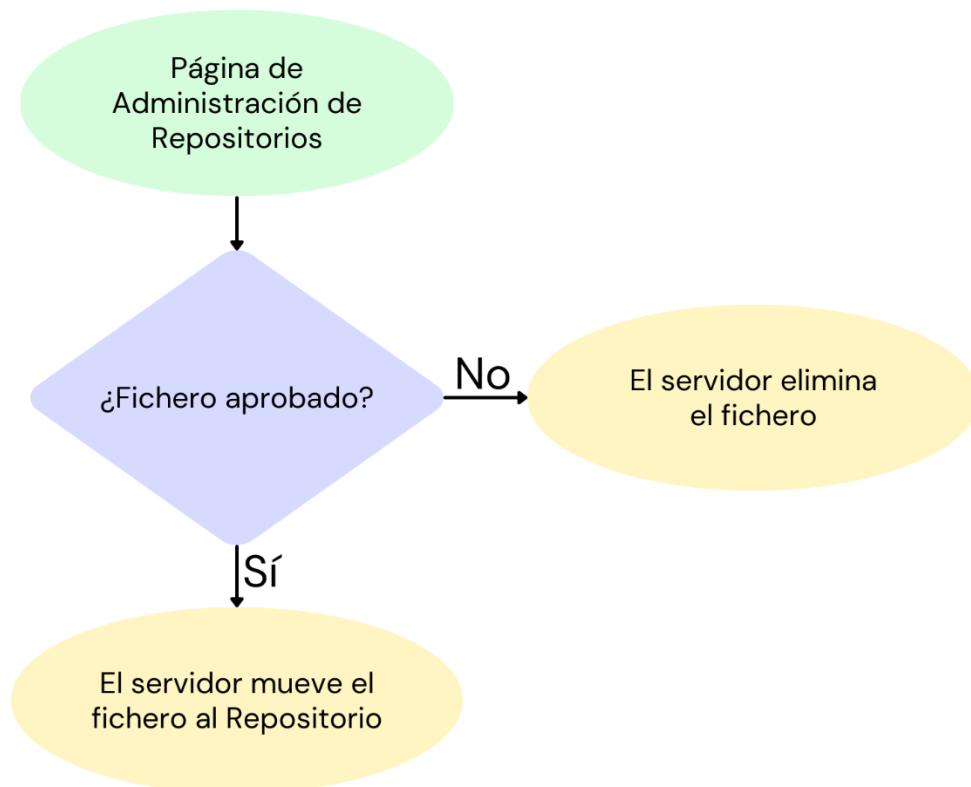 Página de
Administración de
Repositorios
¿Fichero aprobado?
No
El servidor elimina
el fichero
Sí
El servidor mueve el
fichero al Repositorio